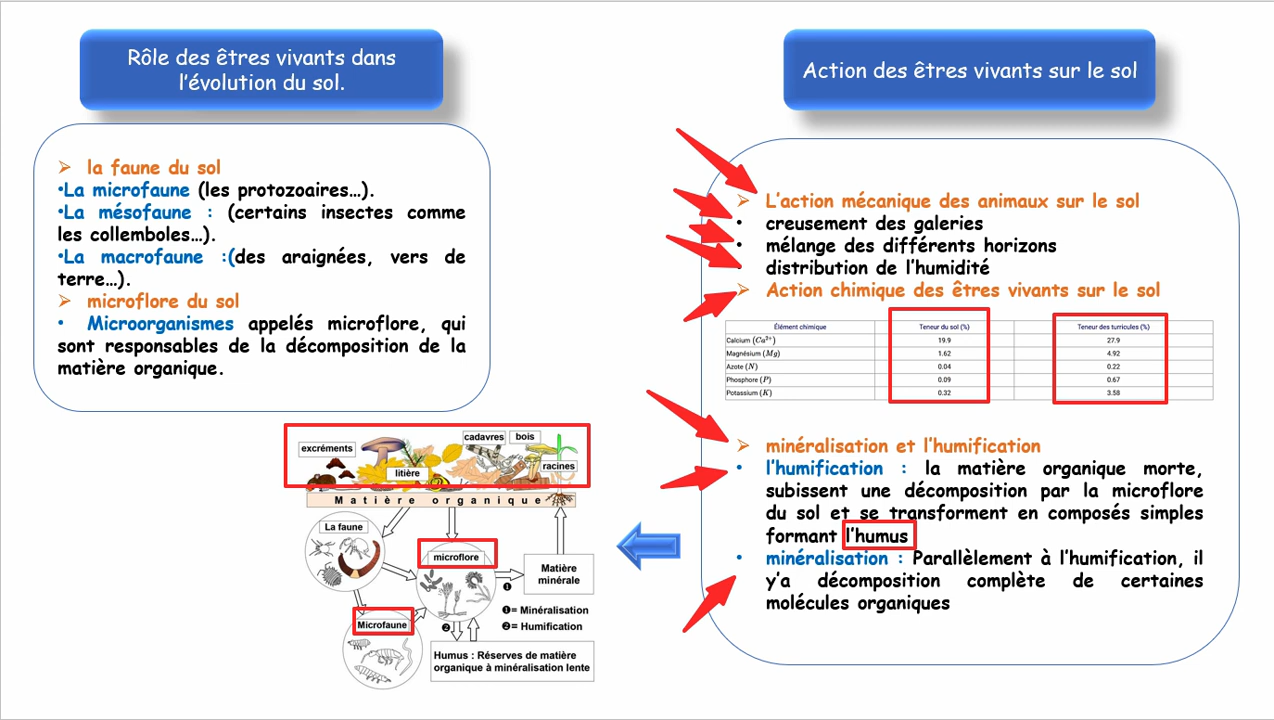 Rôle des êtres vivants dans
l'évolution du sol.
➢ la faune du sol
•La microfaune (les protozoaires…).
•La mésofaune : (certains insectes comme
les collemboles…).
•La macrofaune :(des araignées, vers de
terre…).
➢ microflore du sol
• Microorganismes appelés microflore, qui
sont responsables de la décomposition de la
matière organique.
excréments
litière
cadavres
bois
racines
Matière organique
La faune
microflore
Matière
minérale
❶
❶= Minéralisation
❷= Humification
Microfaune
❷
Humus : Réserves de matière
organique à minéralisation lente
Action des êtres vivants sur le sol
➢ L'action mécanique des animaux sur le sol
• creusement des galeries
• mélange des différents horizons
• distribution de l'humidité
➢ Action chimique des êtres vivants sur le sol
Élément chimique Teneur du sol (%) Teneur des turricules (%)
Calcium (Ca²⁺) 19.9 27.9
Magnésium (Mg) 1.62 4.92
Azote (N) 0.04 0.22
Phosphore (P) 0.09 0.67
Potassium (K) 0.32 3.58
➢ minéralisation et l'humification
• l'humification : la matière organique morte,
subissent une décomposition par la microflore
du sol et se transforment en composés simples
formant l'humus
• minéralisation : Parallèlement à l'humification, il
y'a décomposition complète de certaines
molécules organiques